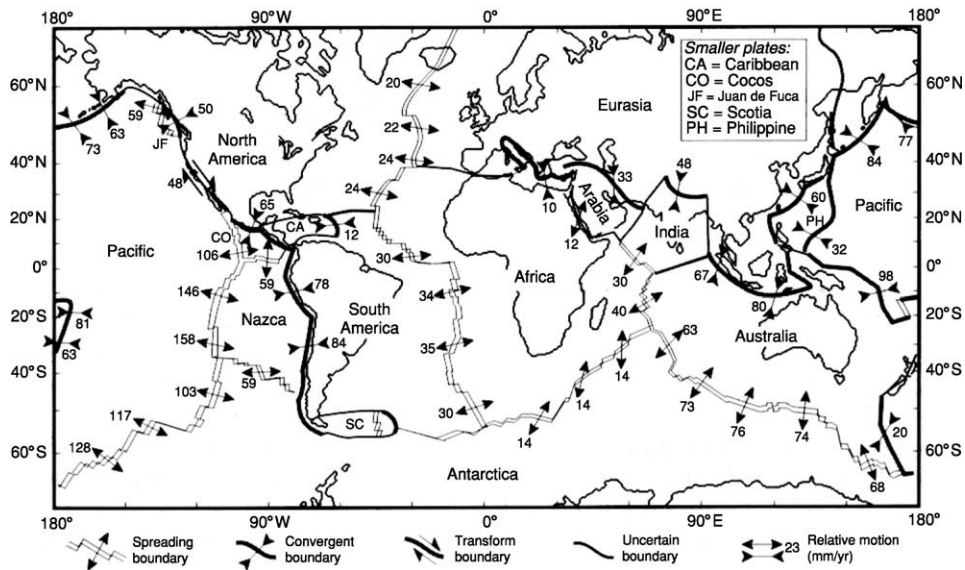 180° 90°W 0° 90°E 180°
Smaller plates:
CA = Caribbean
CO = Cocos
JF = Juan de Fuca
SC = Scotia
PH = Philippine
60°N 60°N
40°N 40°N
20°N 20°N
0° 0°
20°S 20°S
40°S 40°S
60°S 60°S
20
Eurasia
59 50
63 JF North
America
73
22
77
84
24
48
24
33
48
60
65
Arabia
10
PH
Pacific
CA 12
12
India
32
Pacific CO
106
59
30
Africa
30
67
98
146
78
34
40
80
81
Nazca South
America
Australia
63
158
84
35
63
59
14
103
14
73
117
30
14
76
74
20
SC
128
68
Antarctica
180° 90°W 0° 90°E 180°
Spreading
boundary
Convergent
boundary
Transform
boundary
Uncertain
boundary
23
Relative motion
(mm/yr)